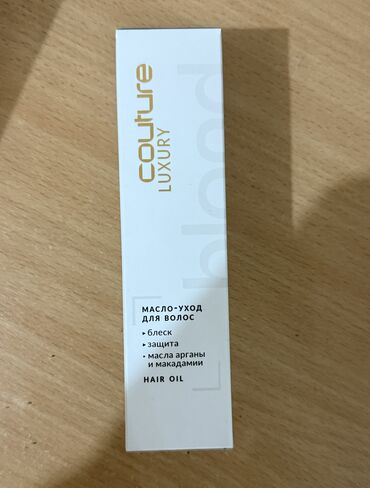 couture
LUXURY
blond
МАСЛО-УХОД
ДЛЯ ВОЛОС
▸ блеск
▸ защита
• масла арганы
и макадамии
HAIR OIL